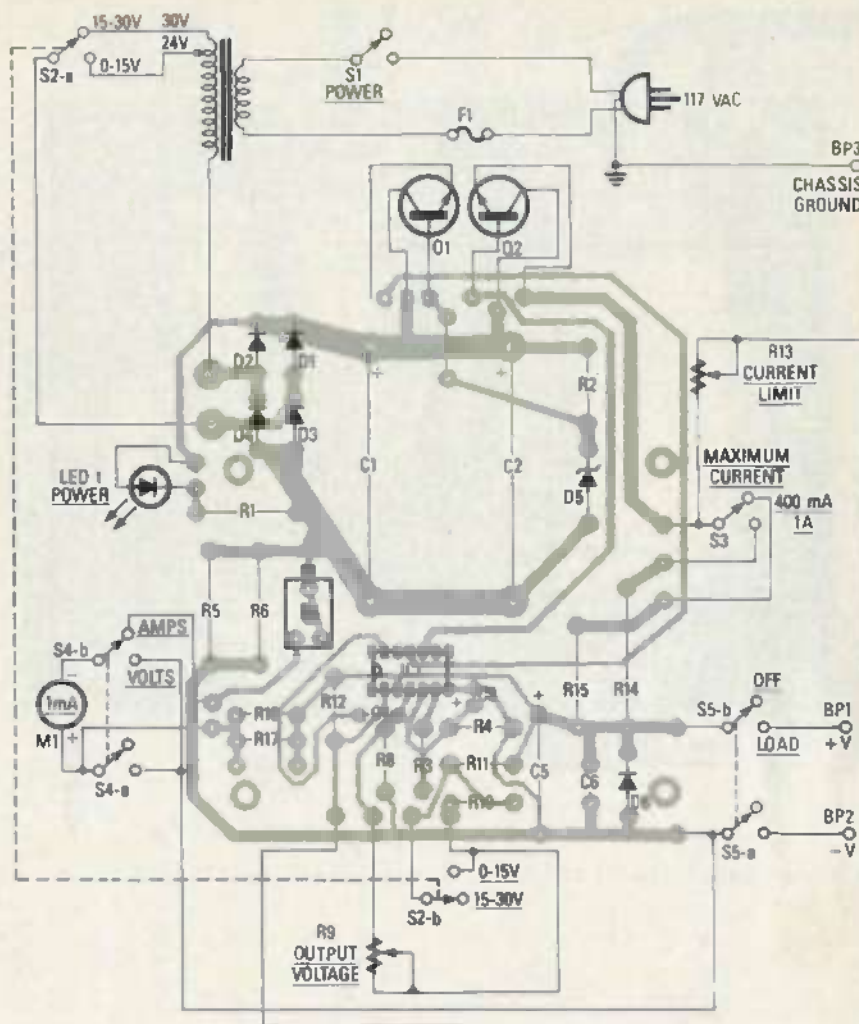 15-30V 30V
24V
S2-a
0-15V
S1
POWER
F1
117 VAC
BP3
CHASSIS
GROUND
Q1
Q2
D2
D1
D3
R2
R13
CURRENT
LIMIT
LED 1
POWER
R1
C1
C2
D5
MAXIMUM
CURRENT
400 mA
1A
S3
R5
R6
AMPS
S4-b
VOLTS
1mA
M1
S4-a
R12
R16
R17
R8
R3
R4
R11
R10
C5
C6
R15
R14
S5-b
OFF
LOAD
BP1
+V
S5-a
BP2
-V
0-15V
15-30V
S2-b
R9
OUTPUT
VOLTAGE